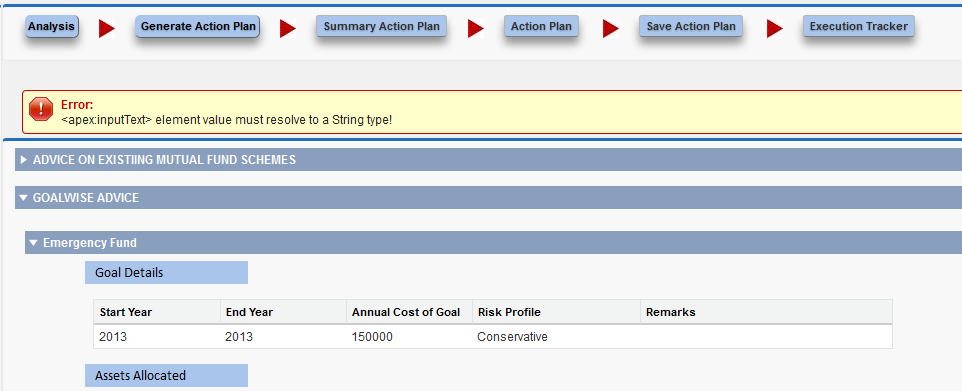 Analysis Generate Action Plan Summary Action Plan Action Plan Save Action Plan Execution Tracker
Error:
<apex:inputText> element value must resolve to a String type!
ADVICE ON EXISTING MUTUAL FUND SCHEMES
GOALWISE ADVICE
Emergency Fund
Goal Details
Start Year End Year Annual Cost of Goal Risk Profile Remarks
2013 2013 150000 Conservative
Assets Allocated